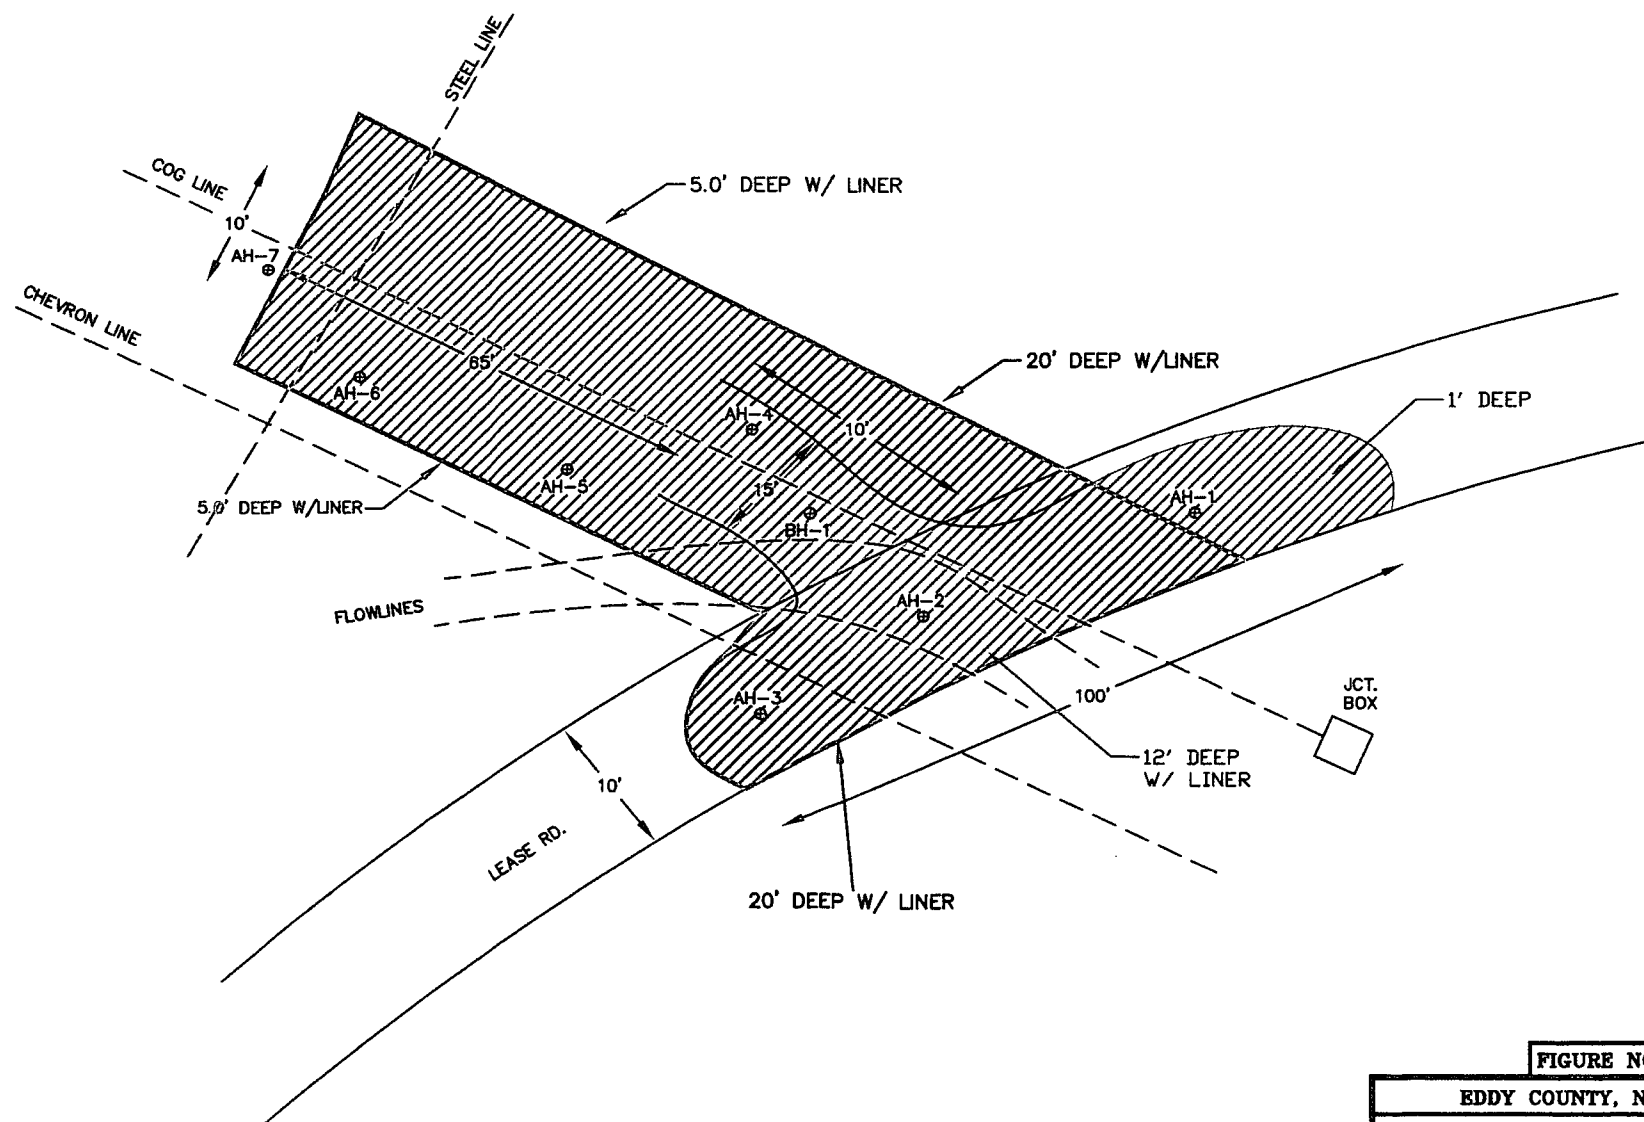 STEEL LINE
COG LINE
10'
AH-7
CHEVRON LINE
5.0' DEEP W/ LINER
65'
AH-6
AH-4
10'
20' DEEP W/LINER
1' DEEP
AH-5
15'
5.0' DEEP W/LINER
BH-1
AH-1
FLOWLINES
AH-2
AH-3
100'
JCT.
BOX
12' DEEP
W/ LINER
10'
LEASE RD.
20' DEEP W/ LINER
FIGURE
EDDY COUNTY,